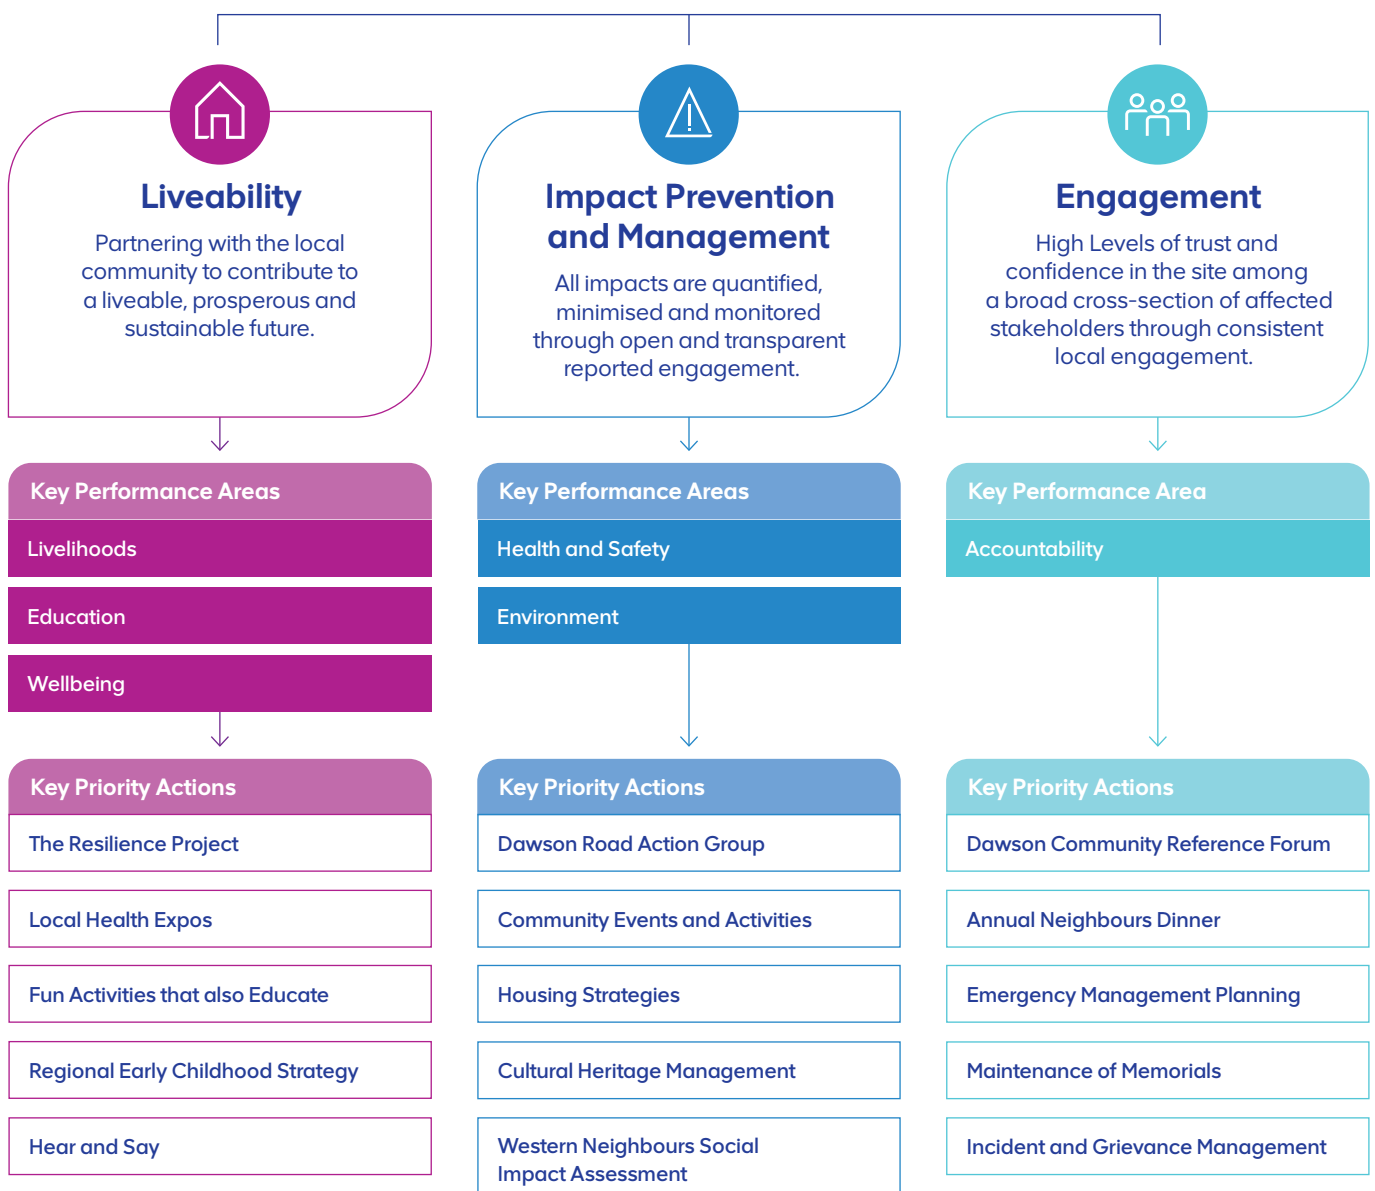 Liveability
Partnering with the local
community to contribute to
a liveable, prosperous and
sustainable future.
Key Performance Areas
Livelihoods
Education
Wellbeing
Key Priority Actions
The Resilience Project
Local Health Expos
Fun Activities that also Educate
Regional Early Childhood Strategy
Hear and Say
Impact Prevention
and Management
All impacts are quantified,
minimised and monitored
through open and transparent
reported engagement.
Key Performance Areas
Health and Safety
Environment
Key Priority Actions
Dawson Road Action Group
Community Events and Activities
Housing Strategies
Cultural Heritage Management
Western Neighbours Social
Impact Assessment
Engagement
High Levels of trust and
confidence in the site among
a broad cross-section of affected
stakeholders through consistent
local engagement.
Key Performance Area
Accountability
Key Priority Actions
Dawson Community Reference Forum
Annual Neighbours Dinner
Emergency Management Planning
Maintenance of Memorials
Incident and Grievance Management